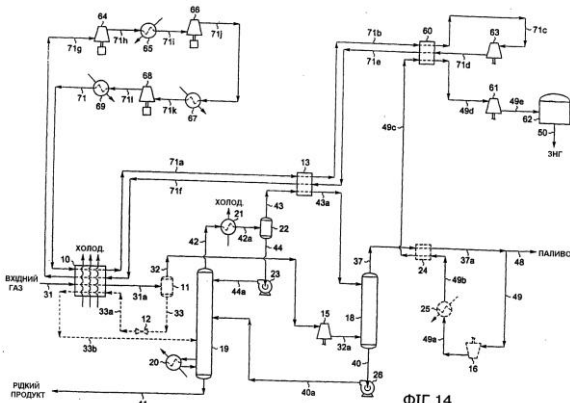 64
66
71g
71h
65
71i
71j
60
71b
71e
71c
63
71d
68
71
69
71l
71k
67
49c
49d
61
49e
62
50
ЗНГ
71a
71f
13
43
43a
ХОЛОД.
21
22
42
42a
44
ХОЛОД.
10
32
37
24
37a
48
ПАЛИВО
ВХІДНИЙ
ГАЗ
31
31a
11
33a
12
33
44a
23
15
32a
18
49b
25
49
33b
19
20
49a
16
40
РІДКИЙ
ПРОДУКТ
41
40a
26
ФІГ. 14